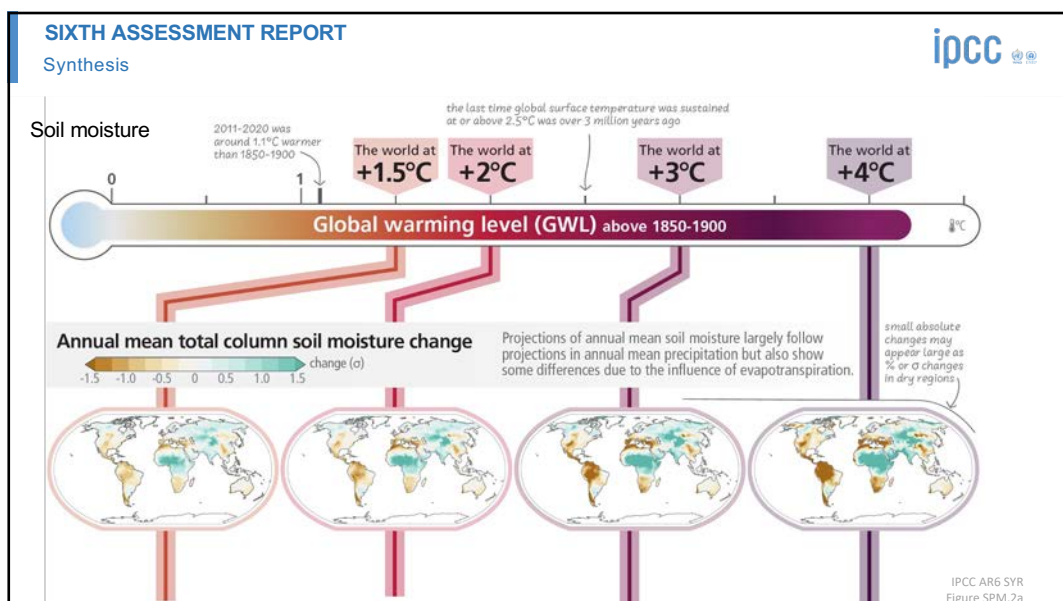 SIXTH ASSESSMENT REPORT
Synthesis
ipcc
Soil moisture
2011-2020 was
around 1.1°C warmer
than 1850-1900
the last time global surface temperature was sustained
at or above 2.5°C was over 3 million years ago
The world at
+1.5°C
The world at
+2°C
The world at
+3°C
The world at
+4°C
0
1
Global warming level (GWL) above 1850-1900
°C
Annual mean total column soil moisture change
change (σ)
-1.5 -1.0 -0.5 0 0.5 1.0 1.5
Projections of annual mean soil moisture largely follow
projections in annual mean precipitation but also show
some differences due to the influence of evapotranspiration.
small absolute
changes may
appear large as
% or σ changes
in dry regions
IPCC AR6 SYR
Figure SPM.2a